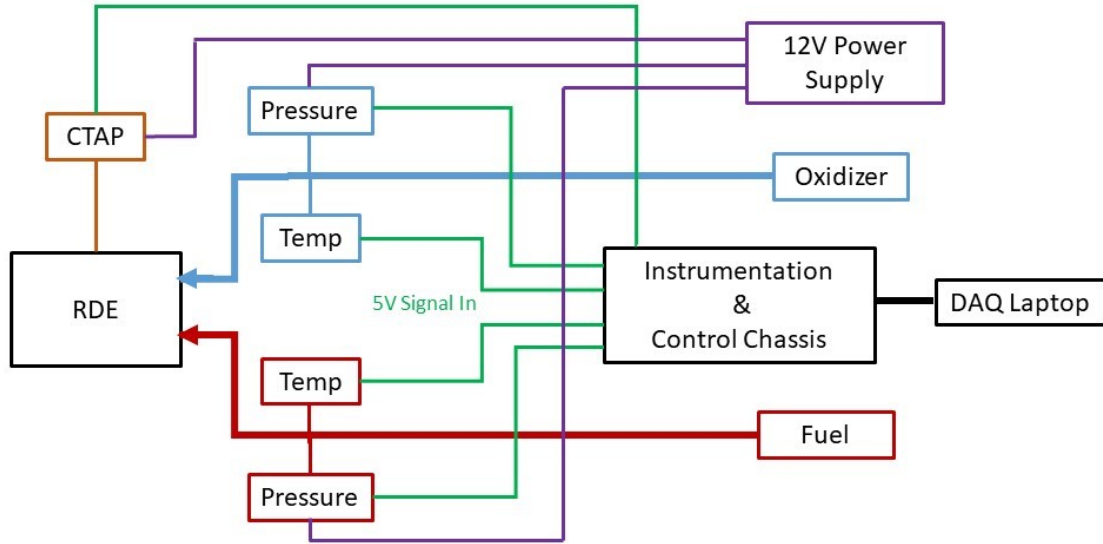 12V Power
Supply
Pressure
CTAP
Oxidizer
Temp
RDE
Instrumentation
&
Control Chassis
5V Signal In
DAQ Laptop
Temp
Fuel
Pressure